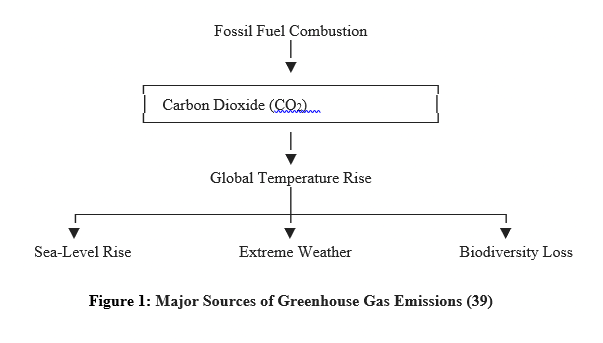 Fossil Fuel Combustion
Carbon Dioxide (CO₂)
Global Temperature Rise
Sea-Level Rise
Extreme Weather
Biodiversity Loss
Figure 1: Major Sources of Greenhouse Gas Emissions (39)